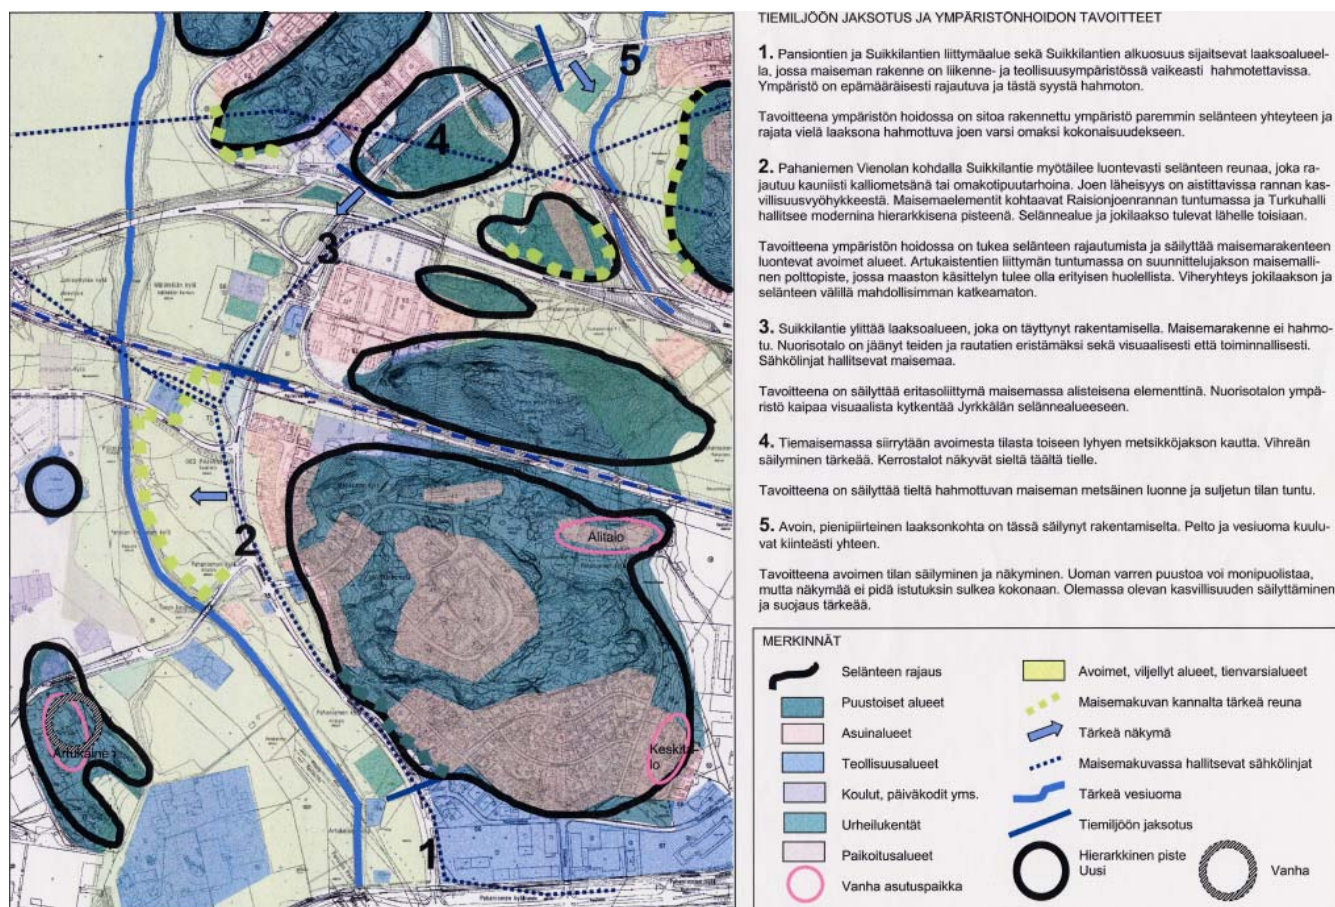 TIEMILJÖÖN JAKSOTUS JA YMPÄRISTÖNHOIDON TAVOITTEET
1. Pansiontien ja Suikkilantien liittymäalue sekä Suikkilantien alkuosuus sijaitsevat laaksoalueel-
la, jossa maiseman rakenne on liikenne- ja teollisuusympäristössä vaikeasti hahmotettavissa.
Ympäristö on epämääräisesti rajautuva ja tästä syystä hahmoton.
Tavoitteena ympäristön hoidossa on sitoa rakennettu ympäristö paremmin selänteen yhteyteen ja
rajata vielä laaksona hahmottuva joen varsi omaksi kokonaisuudekseen.
2. Pahaniemen Vienolan kohdalla Suikkilantie myötäilee luontevasti selänteen reunaa, joka ra-
jautuu kauniisti kalliometsänä tai omakotipuutarhoina. Joen läheisyys on aistittavissa rannan kas-
villisuusvyöhykkeestä. Maisemaelementit kohtaavat Raisionjoenrannan tuntumassa ja Turkuhalli
hallitsee modernina hierarkkisena pisteenä. Selännealue ja jokilaakso tulevat lähelle toisiaan.
Tavoitteena ympäristön hoidossa on tukea selänteen rajautumista ja säilyttää maisemarakenteen
luontevat avoimet alueet. Artukaistentien liittymän tuntumassa on suunnittelujakson maisemalli-
nen polttopiste, jossa maaston käsittelyn tulee olla erityisen huolellista. Viheryhteys jokilaakson ja
selänteen välillä mahdollisimman katkeamaton.
3. Suikkilantie ylittää laaksoalueen, joka on täyttynyt rakentamisella. Maisemarakenne ei hahmo-
tu. Nuorisotalo on jäänyt teiden ja rautatien eristämäksi sekä visuaalisesti että toiminnallisesti.
Sähkölinjat hallitsevat maisemaa.
Tavoitteena on säilyttää eritasoliittymä maisemassa alisteisena elementtinä. Nuorisotalon ympä-
ristö kaipaa visuaalista kytkentää Jyrkkälän selännealueeseen.
4. Tiemaisemassa siirrytään avoimesta tilasta toiseen lyhyen metsikköjakson kautta. Vihreän
säilyminen tärkeää. Kerrostalot näkyvät sieltä täältä tielle.
Tavoitteena on säilyttää tieltä hahmottuvan maiseman metsäinen luonne ja suljetun tilan tuntu.
5. Avoin, pienipiirteinen laaksonkohta on tässä säilynyt rakentamiselta. Pelto ja vesiuoma kuulu-
vat kiinteästi yhteen.
Tavoitteena avoimen tilan säilyminen ja näkyminen. Uoman varren puustoa voi monipuolistaa,
mutta näkymää ei pidä istutuksin sulkea kokonaan. Olemassa olevan kasvillisuuden säilyttäminen
ja suojaus tärkeää.
MERKINNÄT
Selänteen rajaus
Puustoiset alueet
Asuinalueet
Teollisuusalueet
Koulut, päiväkodit yms.
Urheilukentät
Paikoitusalueet
Vanha asutuspaikka
Avoimet, viljellyt alueet, tienvarsialueet
Maisemakuvan kannalta tärkeä reuna
Tärkeä näkymä
Maisemakuvassa hallitsevat sähkölinjat
Tärkeä vesiuoma
Tiemiljöön jaksotus
Hierarkkinen piste
Uusi
Vanha
5
4
3
2
Alitalo
Artukaine
Keskita-
lo
1